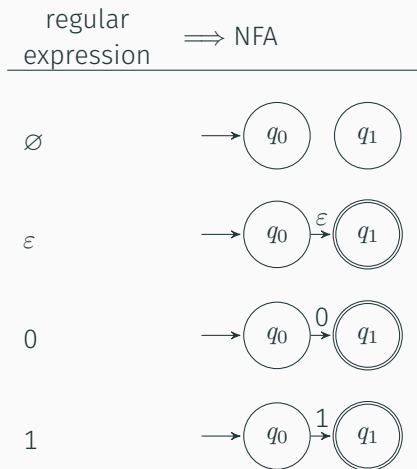 regular expression ⟹ NFA
∅ q₀ q₁
ε q₀ ε q₁
0 q₀ 0 q₁
1 q₀ 1 q₁